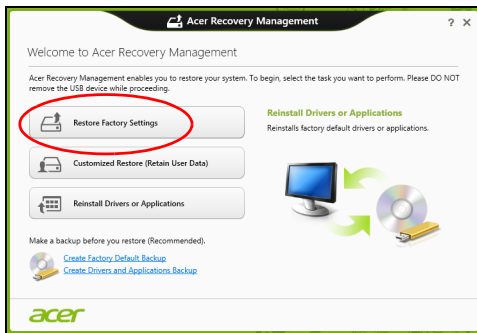 Acer Recovery Management
? X
Welcome to Acer Recovery Management
Acer Recovery Management enables you to restore your system. To begin, select the task you want to perform. Please DO NOT
remove the USB device while proceeding.
Restore Factory Settings
Customized Restore (Retain User Data)
Reinstall Drivers or Applications
Reinstall Drivers or Applications
Reinstalls factory default drivers or applications.
Make a backup before you restore (Recommended).
Create Factory Default Backup
Create Drivers and Applications Backup
acer